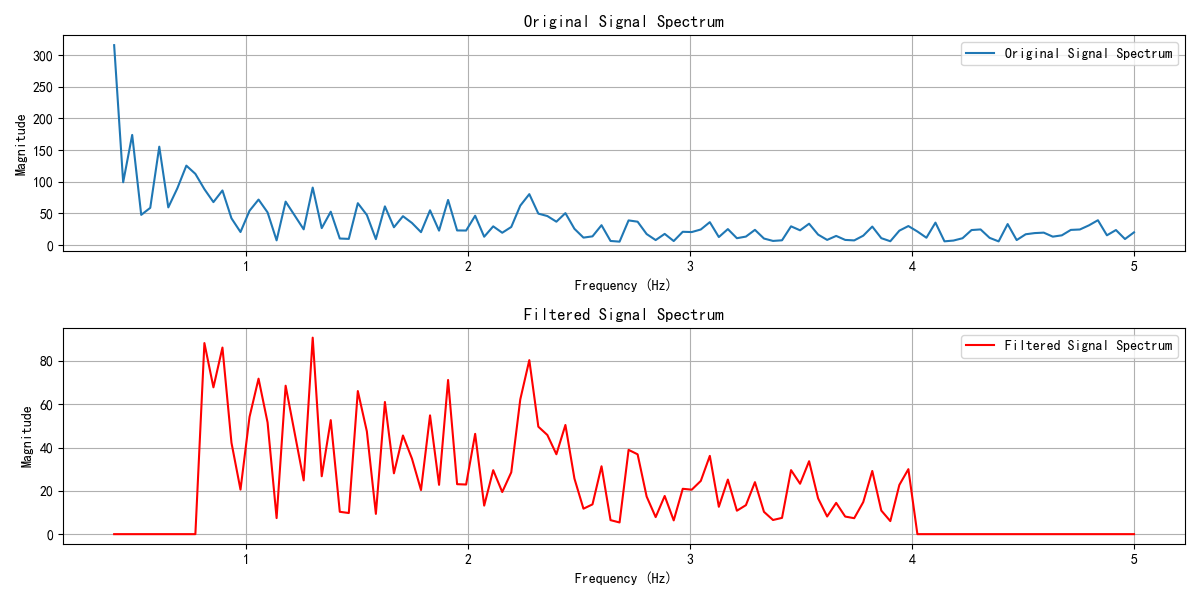 Original Signal Spectrum
Original Signal Spectrum
Magnitude
300
250
200
150
100
50
0
1 2 3 4 5
Frequency (Hz)
Filtered Signal Spectrum
Filtered Signal Spectrum
Magnitude
80
60
40
20
0
1 2 3 4 5
Frequency (Hz)